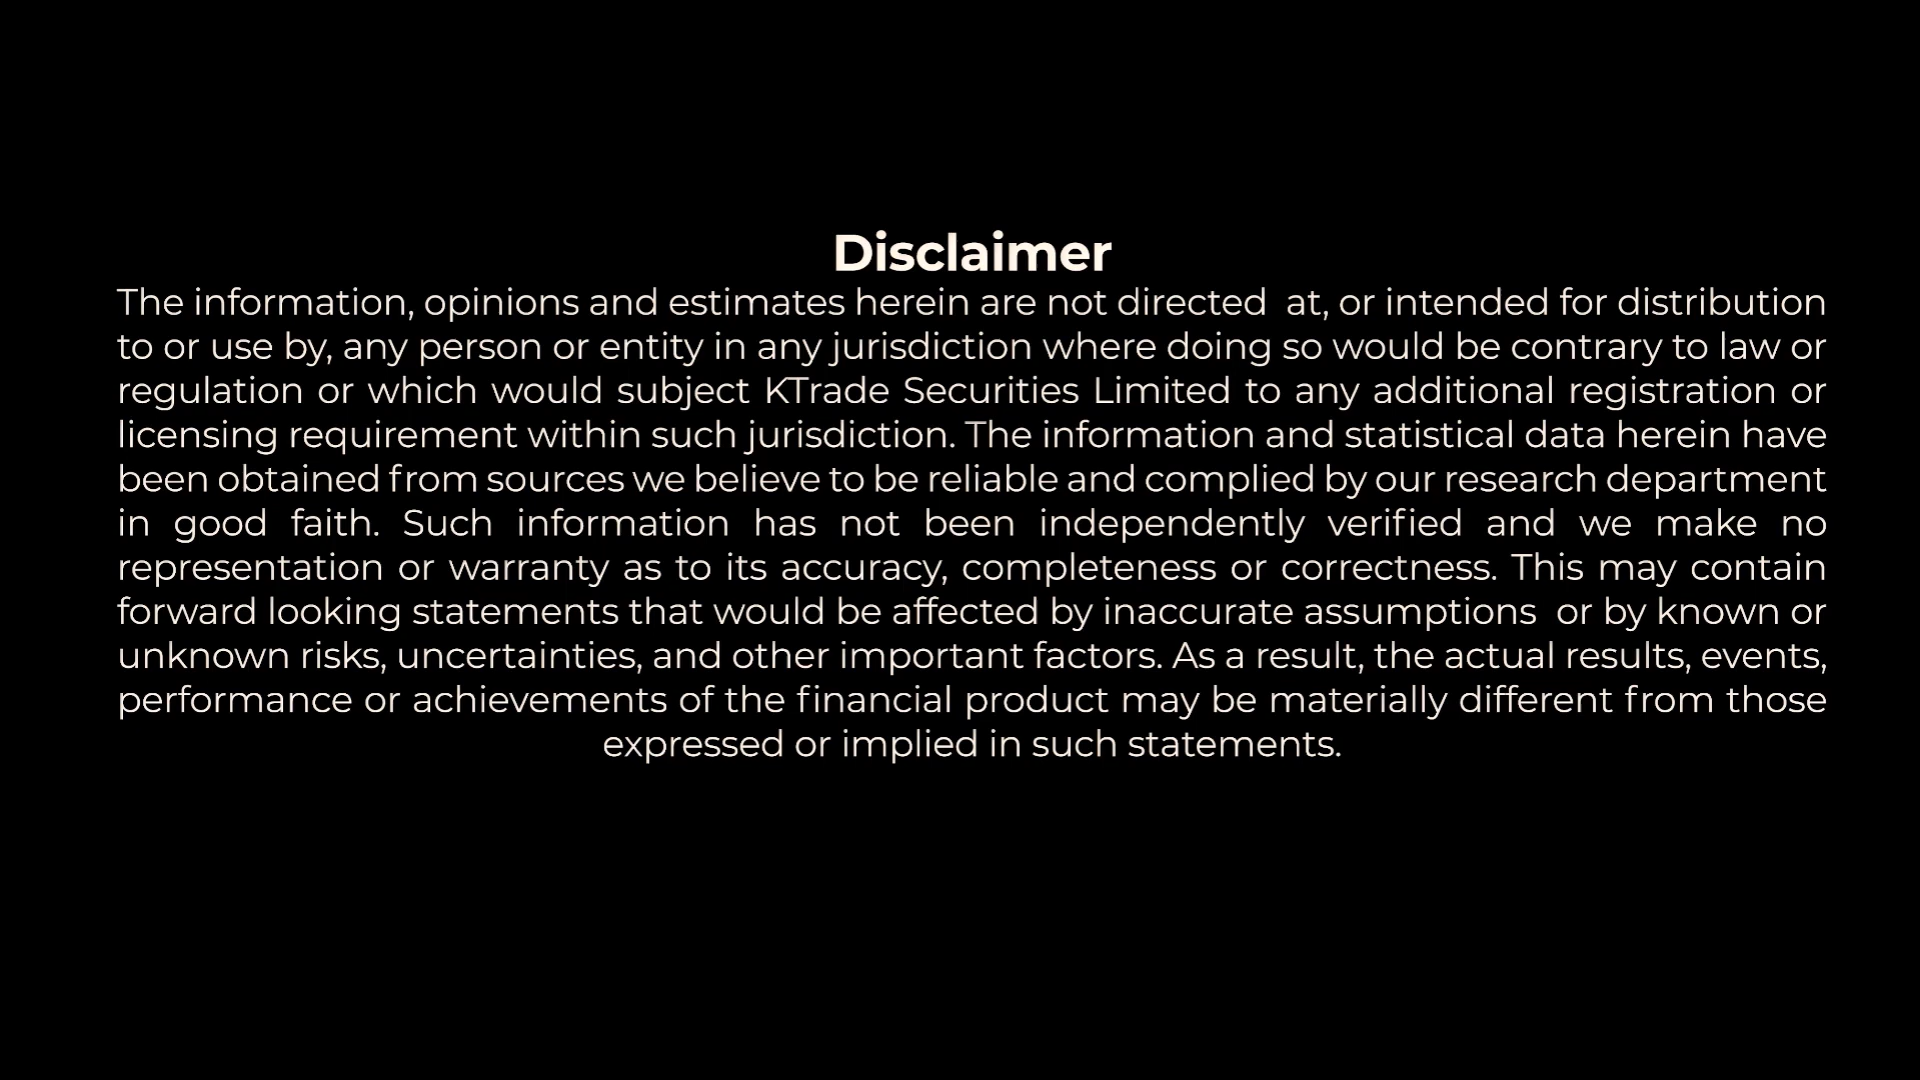 Disclaimer
The information, opinions and estimates herein are not directed  at, or intended for distribution
to or use by, any person or entity in any jurisdiction where doing so would be contrary to law or
regulation or which would subject KTrade Securities Limited to any additional registration or
licensing requirement within such jurisdiction. The information and statistical data herein have
been obtained from sources we believe to be reliable and complied by our research department
in good faith. Such information has not been independently verified and we make no
representation or warranty as to its accuracy, completeness or correctness. This may contain
forward looking statements that would be affected by inaccurate assumptions  or by known or
unknown risks, uncertainties, and other important factors. As a result, the actual results, events,
performance or achievements of the financial product may be materially different from those
expressed or implied in such statements.